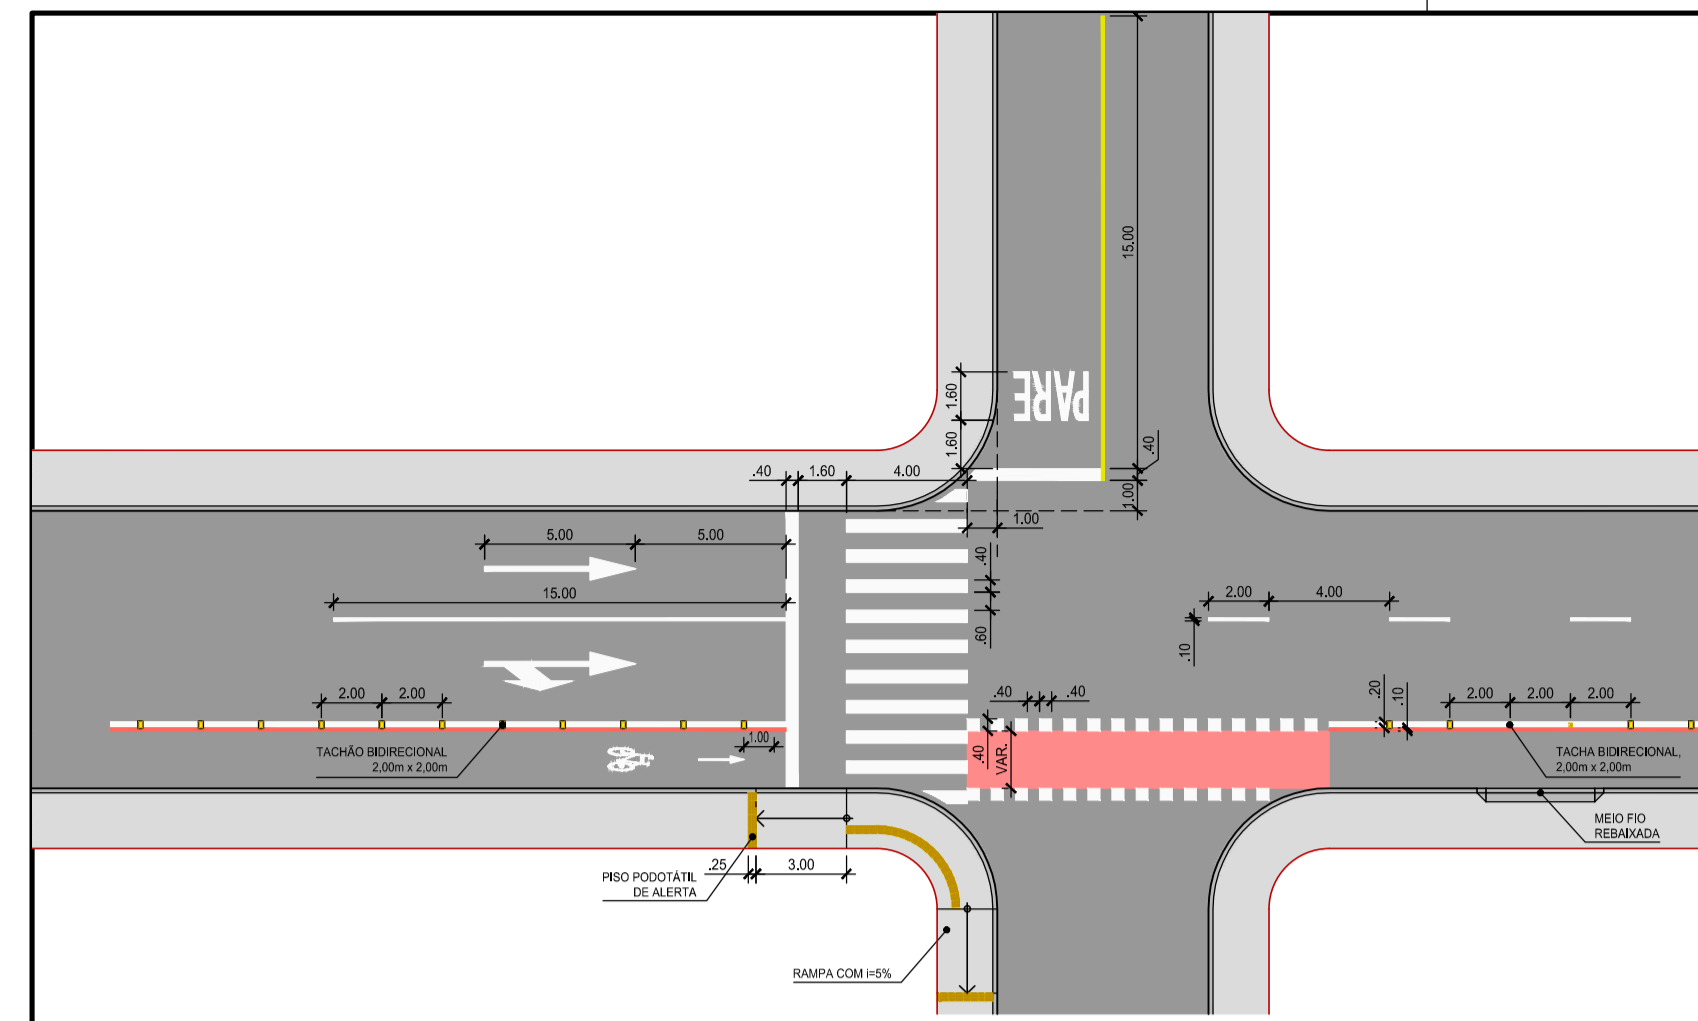 15.00
PARE
1.60
1.60
.40
1.00
.40
1.60
4.00
1.00
5.00
5.00
15.00
.40
.60
2.00
4.00
.10
2.00
2.00
1.00
.40
.40
.40
VAR.
.20
.10
2.00
2.00
2.00
TACHÃO BIDIRECIONAL
2,00m x 2,00m
TACHA BIDIRECIONAL,
2,00m x 2,00m
MEIO FIO
REBAIXADA
PISO PODOTÁTIL
DE ALERTA
.25
3.00
RAMPA COM i=5%